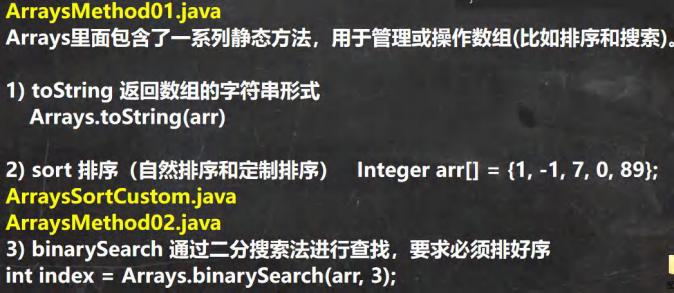 ArraysMethod01.java
Arrays里面包含了一系列静态方法，用于管理或操作数组(比如排序和搜索)。
1) toString 返回数组的字符串形式
Arrays.toString(arr)
2) sort 排序（自然排序和定制排序） Integer arr[] = {1, -1, 7, 0, 89};
ArraysSortCustom.java
ArraysMethod02.java
3) binarySearch 通过二分搜索法进行查找，要求必须排好序
int index = Arrays.binarySearch(arr, 3);